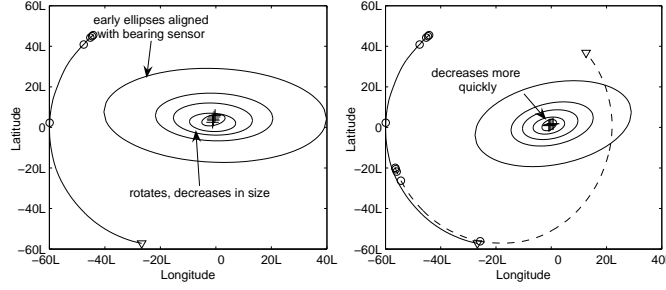 60L
40L
20L
0
−20L
−40L
60L
Latitude
−60L
−40L
−20L
0
20L
40L
Longitude
early ellipses aligned
with bearing sensor
rotates, decreases in size
60L
40L
20L
0
−20L
−40L
60L
Latitude
−60L
−40L
−20L
0
20L
40L
Longitude
decreases more
quickly